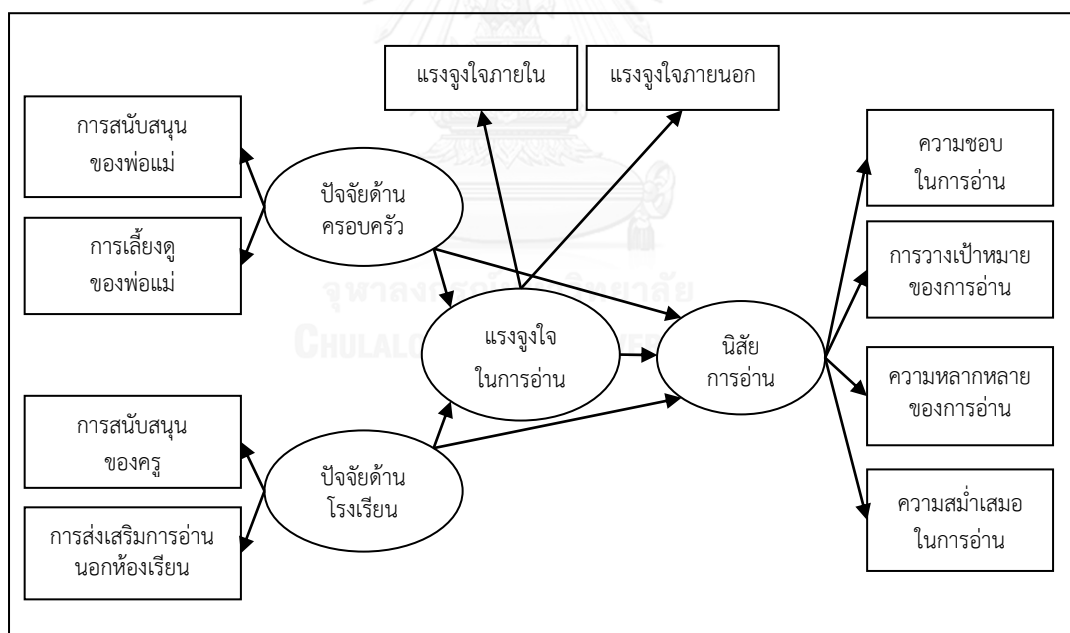 แรงจูงใจภายใน
แรงจูงใจภายนอก
การสนับสนุน
ของพ่อแม่
การเลี้ยงดู
ของพ่อแม่
ปัจจัยด้าน
ครอบครัว
ความชอบ
ในการอ่าน
การวางเป้าหมาย
ของการอ่าน
แรงจูงใจ
ในการอ่าน
นิสัย
การอ่าน
ความหลากหลาย
ของการอ่าน
การสนับสนุน
ของครู
การส่งเสริมการอ่าน
นอกห้องเรียน
ปัจจัยด้าน
โรงเรียน
ความสม่ำเสมอ
ในการอ่าน